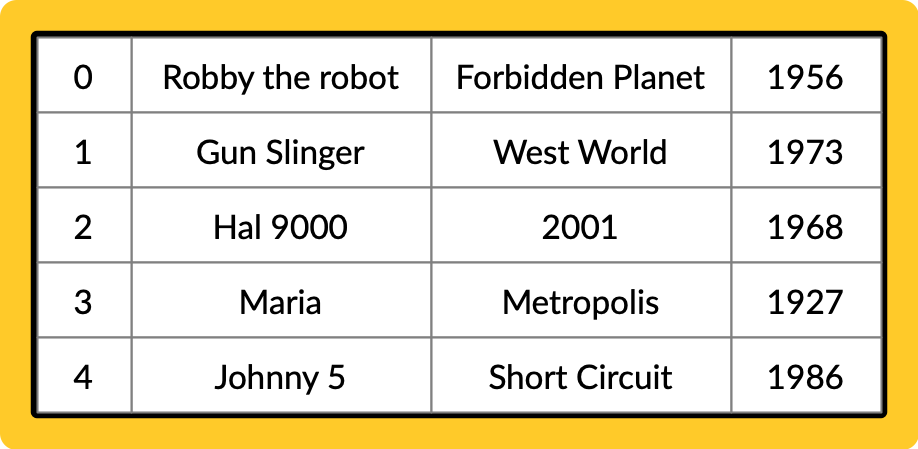 0 Robby the robot Forbidden Planet 1956
1 Gun Slinger West World 1973
2 Hal 9000 2001 1968
3 Maria Metropolis 1927
4 Johnny 5 Short Circuit 1986